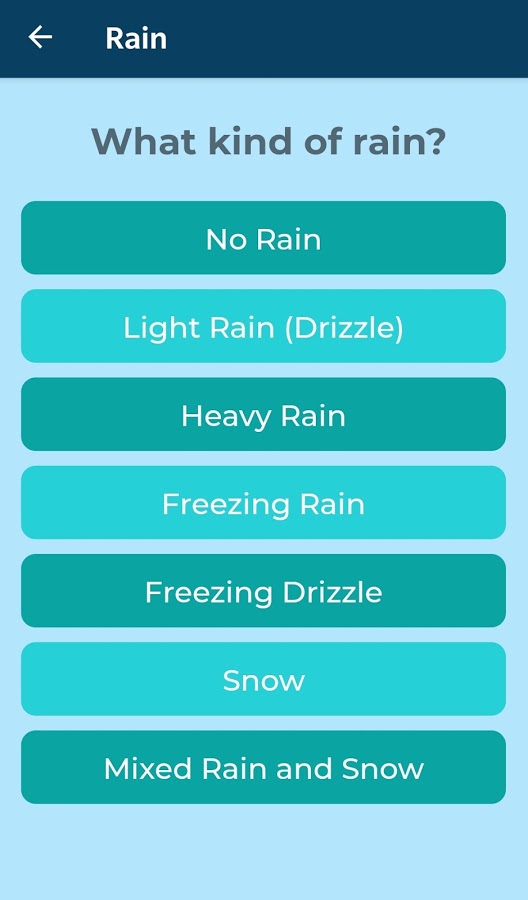 Rain
What kind of rain?
No Rain
Light Rain (Drizzle)
Heavy Rain
Freezing Rain
Freezing Drizzle
Snow
Mixed Rain and Snow